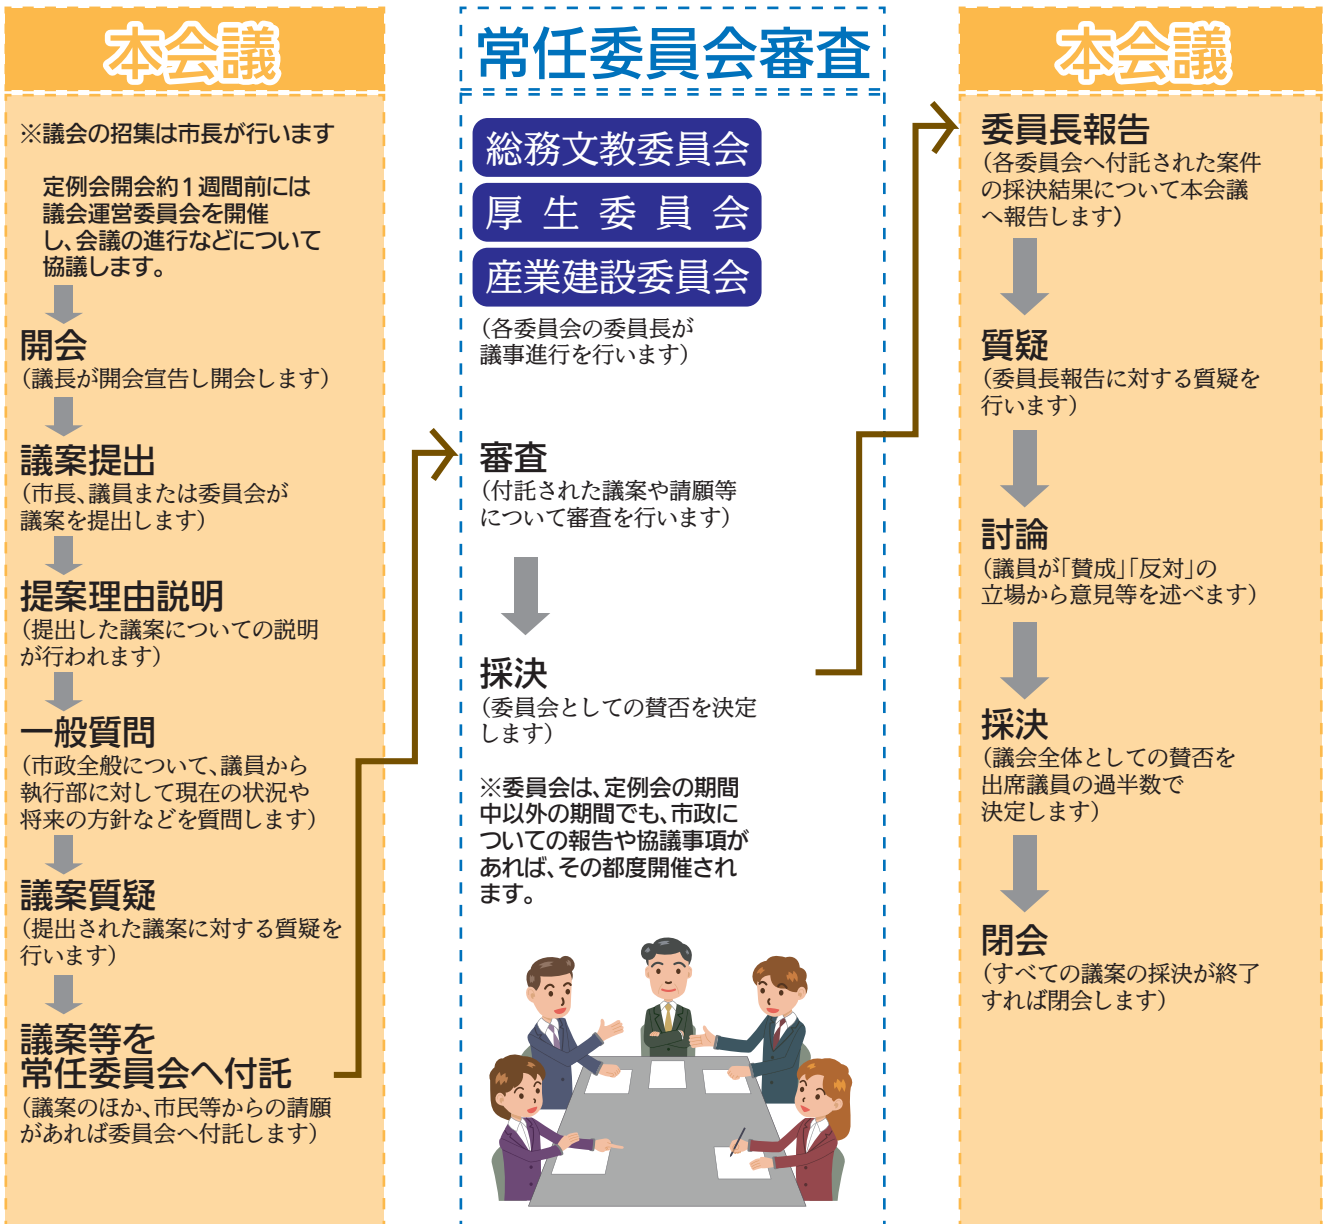 本会議
※議会の招集は市長が行います
定例会開会約1週間前には
議会運営委員会を開催
し、会議の進行などについて
協議します。
開会
（議長が開会宣告し開会します）
議案提出
（市長、議員または委員会が
議案を提出します）
提案理由説明
（提出した議案についての説明
が行われます）
一般質問
（市政全般について、議員から
執行部に対して現在の状況や
将来の方針などを質問します）
議案質疑
（提出された議案に対する質疑を
行います）
議案等を
常任委員会へ付託
（議案のほか、市民等からの請願
があれば委員会へ付託します）
常任委員会審査
総務文教委員会
厚生委員会
産業建設委員会
（各委員会の委員長が
議事進行を行います）
審査
（付託された議案や請願等
について審査を行います）
採決
（委員会としての賛否を決定
します）
※委員会は、定例会の期間
中以外の期間でも、市政に
ついての報告や協議事項が
あれば、その都度開催され
ます。
本会議
委員長報告
（各委員会へ付託された案件
の採決結果について本会議
へ報告します）
質疑
（委員長報告に対する質疑を
行います）
討論
（議員が「賛成」「反対」の
立場から意見等を述べます）
採決
（議会全体としての賛否を
出席議員の過半数で
決定します）
閉会
（すべての議案の採決が終了
すれば閉会します）